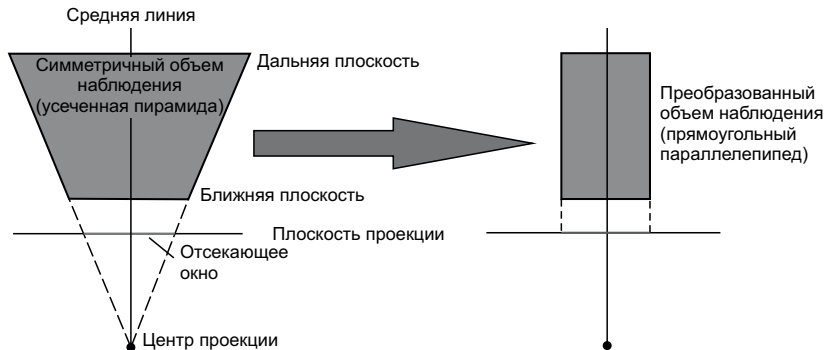 Средняя линия
Симметричный объем
наблюдения
(усеченная пирамида)
Дальняя плоскость
Преобразованный
объем наблюдения
(прямоугольный
параллелепипед)
Ближняя плоскость
Плоскость проекции
Отсекающее
окно
Центр проекции